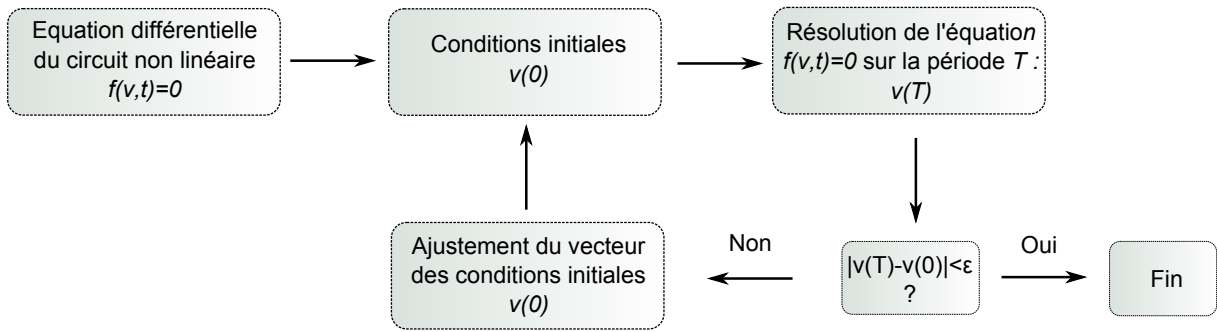 Equation différentielle
du circuit non linéaire
f(v,t)=0
Conditions initiales
v(0)
Résolution de l'équation
f(v,t)=0 sur la période T :
v(T)
|v(T)-v(0)|<ε
?
Oui
Fin
Non
Ajustement du vecteur
des conditions initiales
v(0)